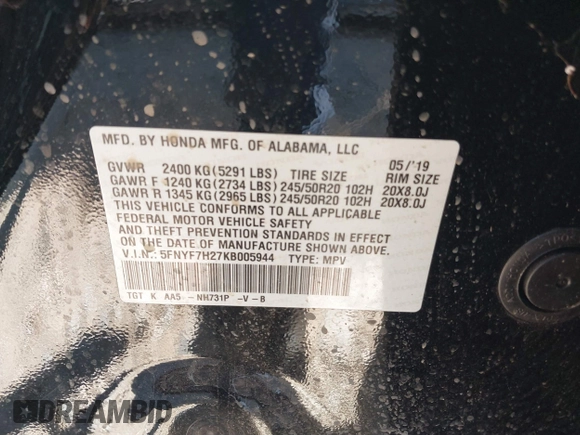 MFD. BY HONDA MFG. OF ALABAMA, LLC
GVWR 2400 KG(5291 LBS) TIRE SIZE 05/'19 RIM SIZE
GAWR F 1240 KG(2734 LBS) 245/50R20 102H 20X8.0J
GAWR R 1345 KG(2965 LBS) 245/50R20 102H 20X8.0J
THIS VEHICLE CONFORMS TO ALL APPLICABLE
FEDERAL MOTOR VEHICLE SAFETY
AND THEFT PREVENTION STANDARDS IN EFFECT
ON THE DATE OF MANUFACTURE SHOWN ABOVE.
V.I.N.: 5FNYF7H27KB005944 TYPE: MPV
TGT K AA5 -NH731P -V -B
DREAMBID